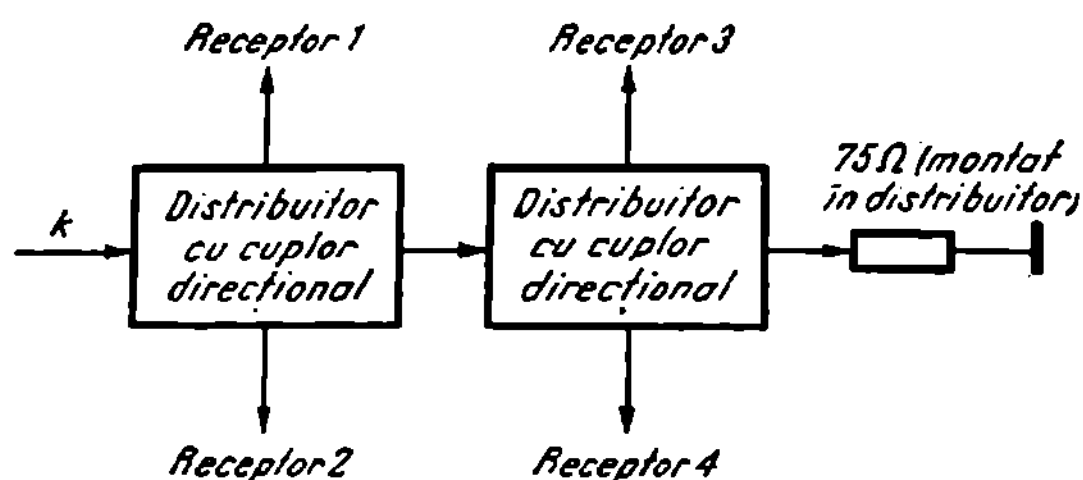 Receptor 1
Receptor 3
75Ω (montat
în distribuitor)
k
Distribuitor
cu cuplor
direcțional
Distribuitor
cu cuplor
direcțional
Receptor 2
Receptor 4